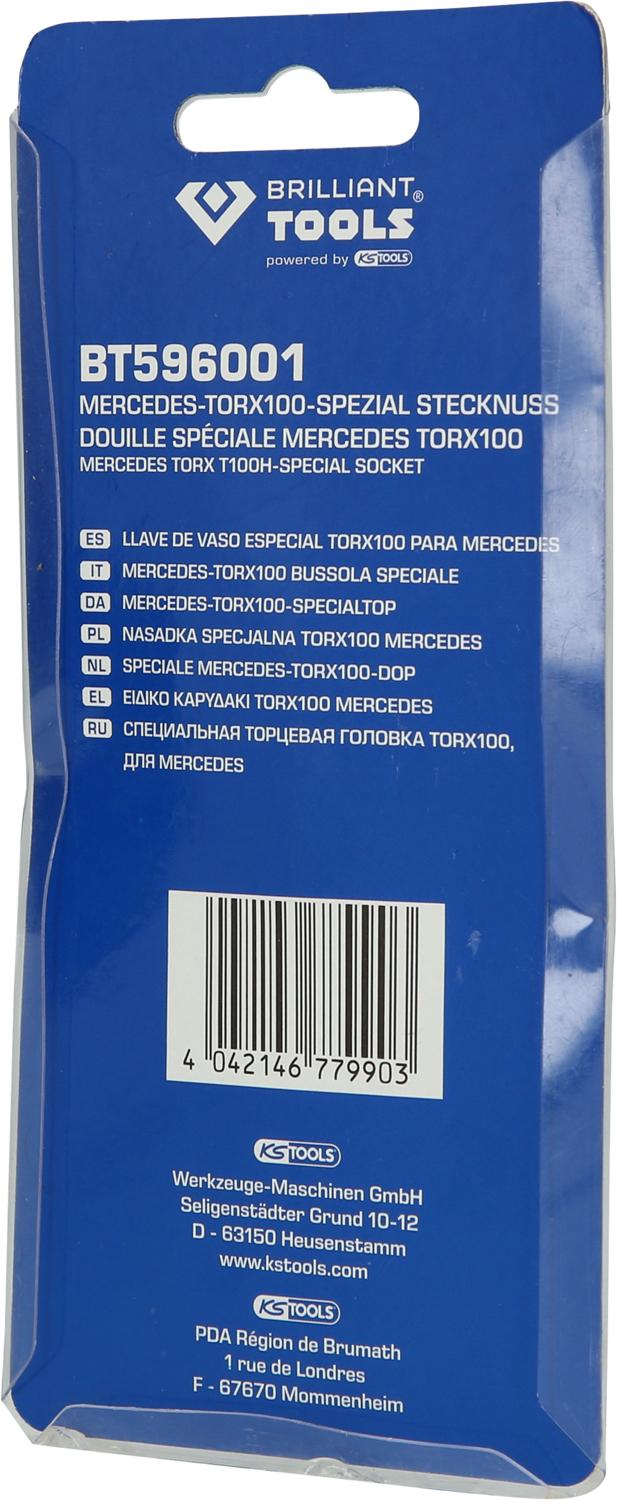 BRILLIANT®
TOOLS
powered by KSTOOLS
BT596001
MERCEDES-TORX100-SPEZIAL STECKNUSS
DOUILLE SPÉCIALE MERCEDES TORX100
MERCEDES TORX T100H-SPECIAL SOCKET
ES LLAVE DE VASO ESPECIAL TORX100 PARA MERCEDES
IT MERCEDES-TORX100 BUSSOLA SPECIALE
DA MERCEDES-TORX100-SPECIALTOP
PL NASADKA SPECJALNA TORX100 MERCEDES
NL SPECIALE MERCEDES-TORX100-DOP
EL ΕΙΔΙΚΟ ΚΑΡΥΔΑΚΙ TORX100 MERCEDES
RU СПЕЦИАЛЬНАЯ ТОРЦЕВАЯ ГОЛОВКА TORX100,
ДЛЯ MERCEDES
4 042146 779903
KSTOOLS
Werkzeuge-Maschinen GmbH
Seligenstädter Grund 10-12
D - 63150 Heusenstamm
www.kstools.com
KSTOOLS
PDA Région de Brumath
1 rue de Londres
F - 67670 Mommenheim